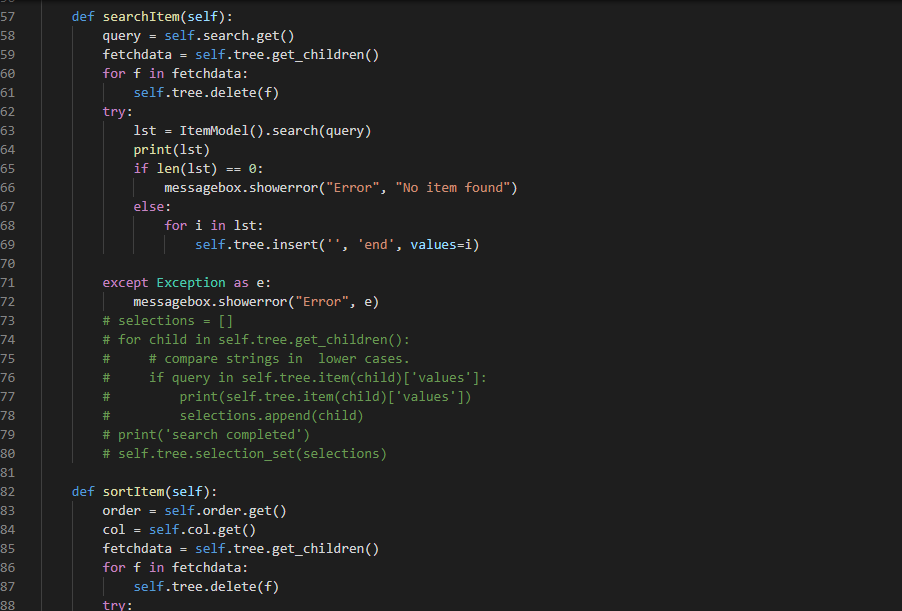 57 def searchItem(self):
58 query = self.search.get()
59 fetchdata = self.tree.get_children()
60 for f in fetchdata:
61 self.tree.delete(f)
62 try:
63 lst = ItemModel().search(query)
64 print(lst)
65 if len(lst) == 0:
66 messagebox.showerror("Error", "No item found")
67 else:
68 for i in lst:
69 self.tree.insert('', 'end', values=i)
70
71 except Exception as e:
72 messagebox.showerror("Error", e)
73 # selections = []
74 # for child in self.tree.get_children():
75 #     # compare strings in  lower cases.
76 #     if query in self.tree.item(child)['values']:
77 #         print(self.tree.item(child)['values'])
78 #         selections.append(child)
79 # print('search completed')
80 # self.tree.selection_set(selections)
81
82 def sortItem(self):
83 order = self.order.get()
84 col = self.col.get()
85 fetchdata = self.tree.get_children()
86 for f in fetchdata:
87 self.tree.delete(f)
88 try: